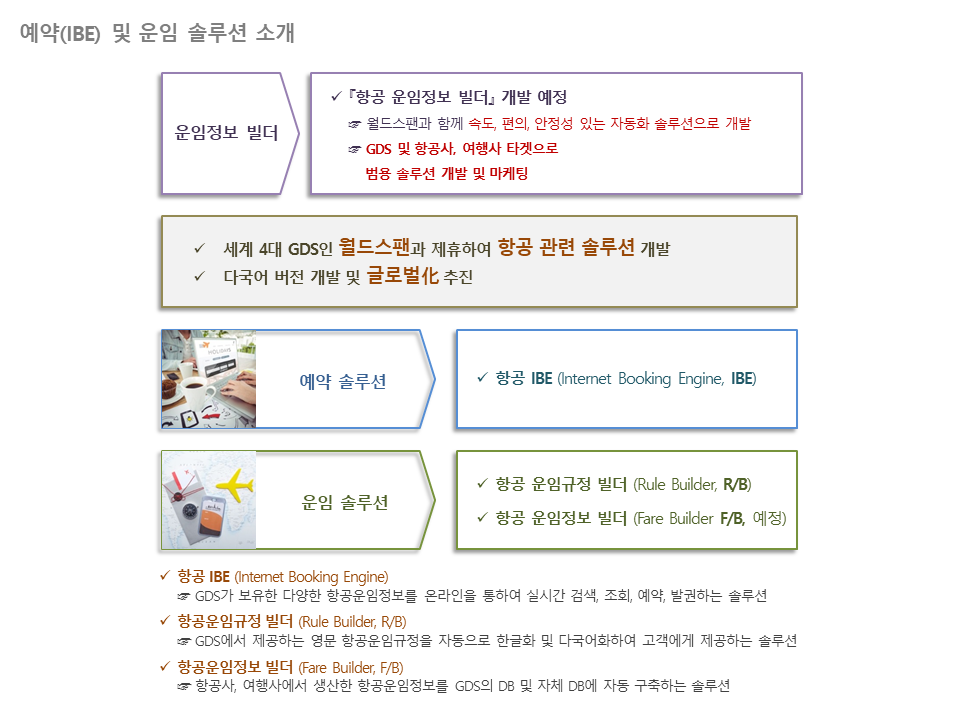 예약(IBE) 및 운임 솔루션 소개
운임정보 빌더
✓ 『항공 운임정보 빌더』 개발 예정
☞ 월드스팬과 함께 속도, 편의, 안정성 있는 자동화 솔루션으로 개발
☞ GDS 및 항공사, 여행사 타겟으로
범용 솔루션 개발 및 마케팅
✓ 세계 4대 GDS인 월드스팬과 제휴하여 항공 관련 솔루션 개발
✓ 다국어 버전 개발 및 글로벌化 추진
HOLIDAYS
예약 솔루션
✓ 항공 IBE (Internet Booking Engine, IBE)
운임 솔루션
✓ 항공 운임규정 빌더 (Rule Builder, R/B)
✓ 항공 운임정보 빌더 (Fare Builder F/B, 예정)
✓ 항공 IBE (Internet Booking Engine)
☞ GDS가 보유한 다양한 항공운임정보를 온라인을 통하여 실시간 검색, 조회, 예약, 발권하는 솔루션
✓ 항공운임규정 빌더 (Rule Builder, R/B)
☞ GDS에서 제공하는 영문 항공운임규정을 자동으로 한글화 및 다국어화하여 고객에게 제공하는 솔루션
✓ 항공운임정보 빌더 (Fare Builder, F/B)
☞ 항공사, 여행사에서 생산한 항공운임정보를 GDS의 DB 및 자체 DB에 자동 구축하는 솔루션